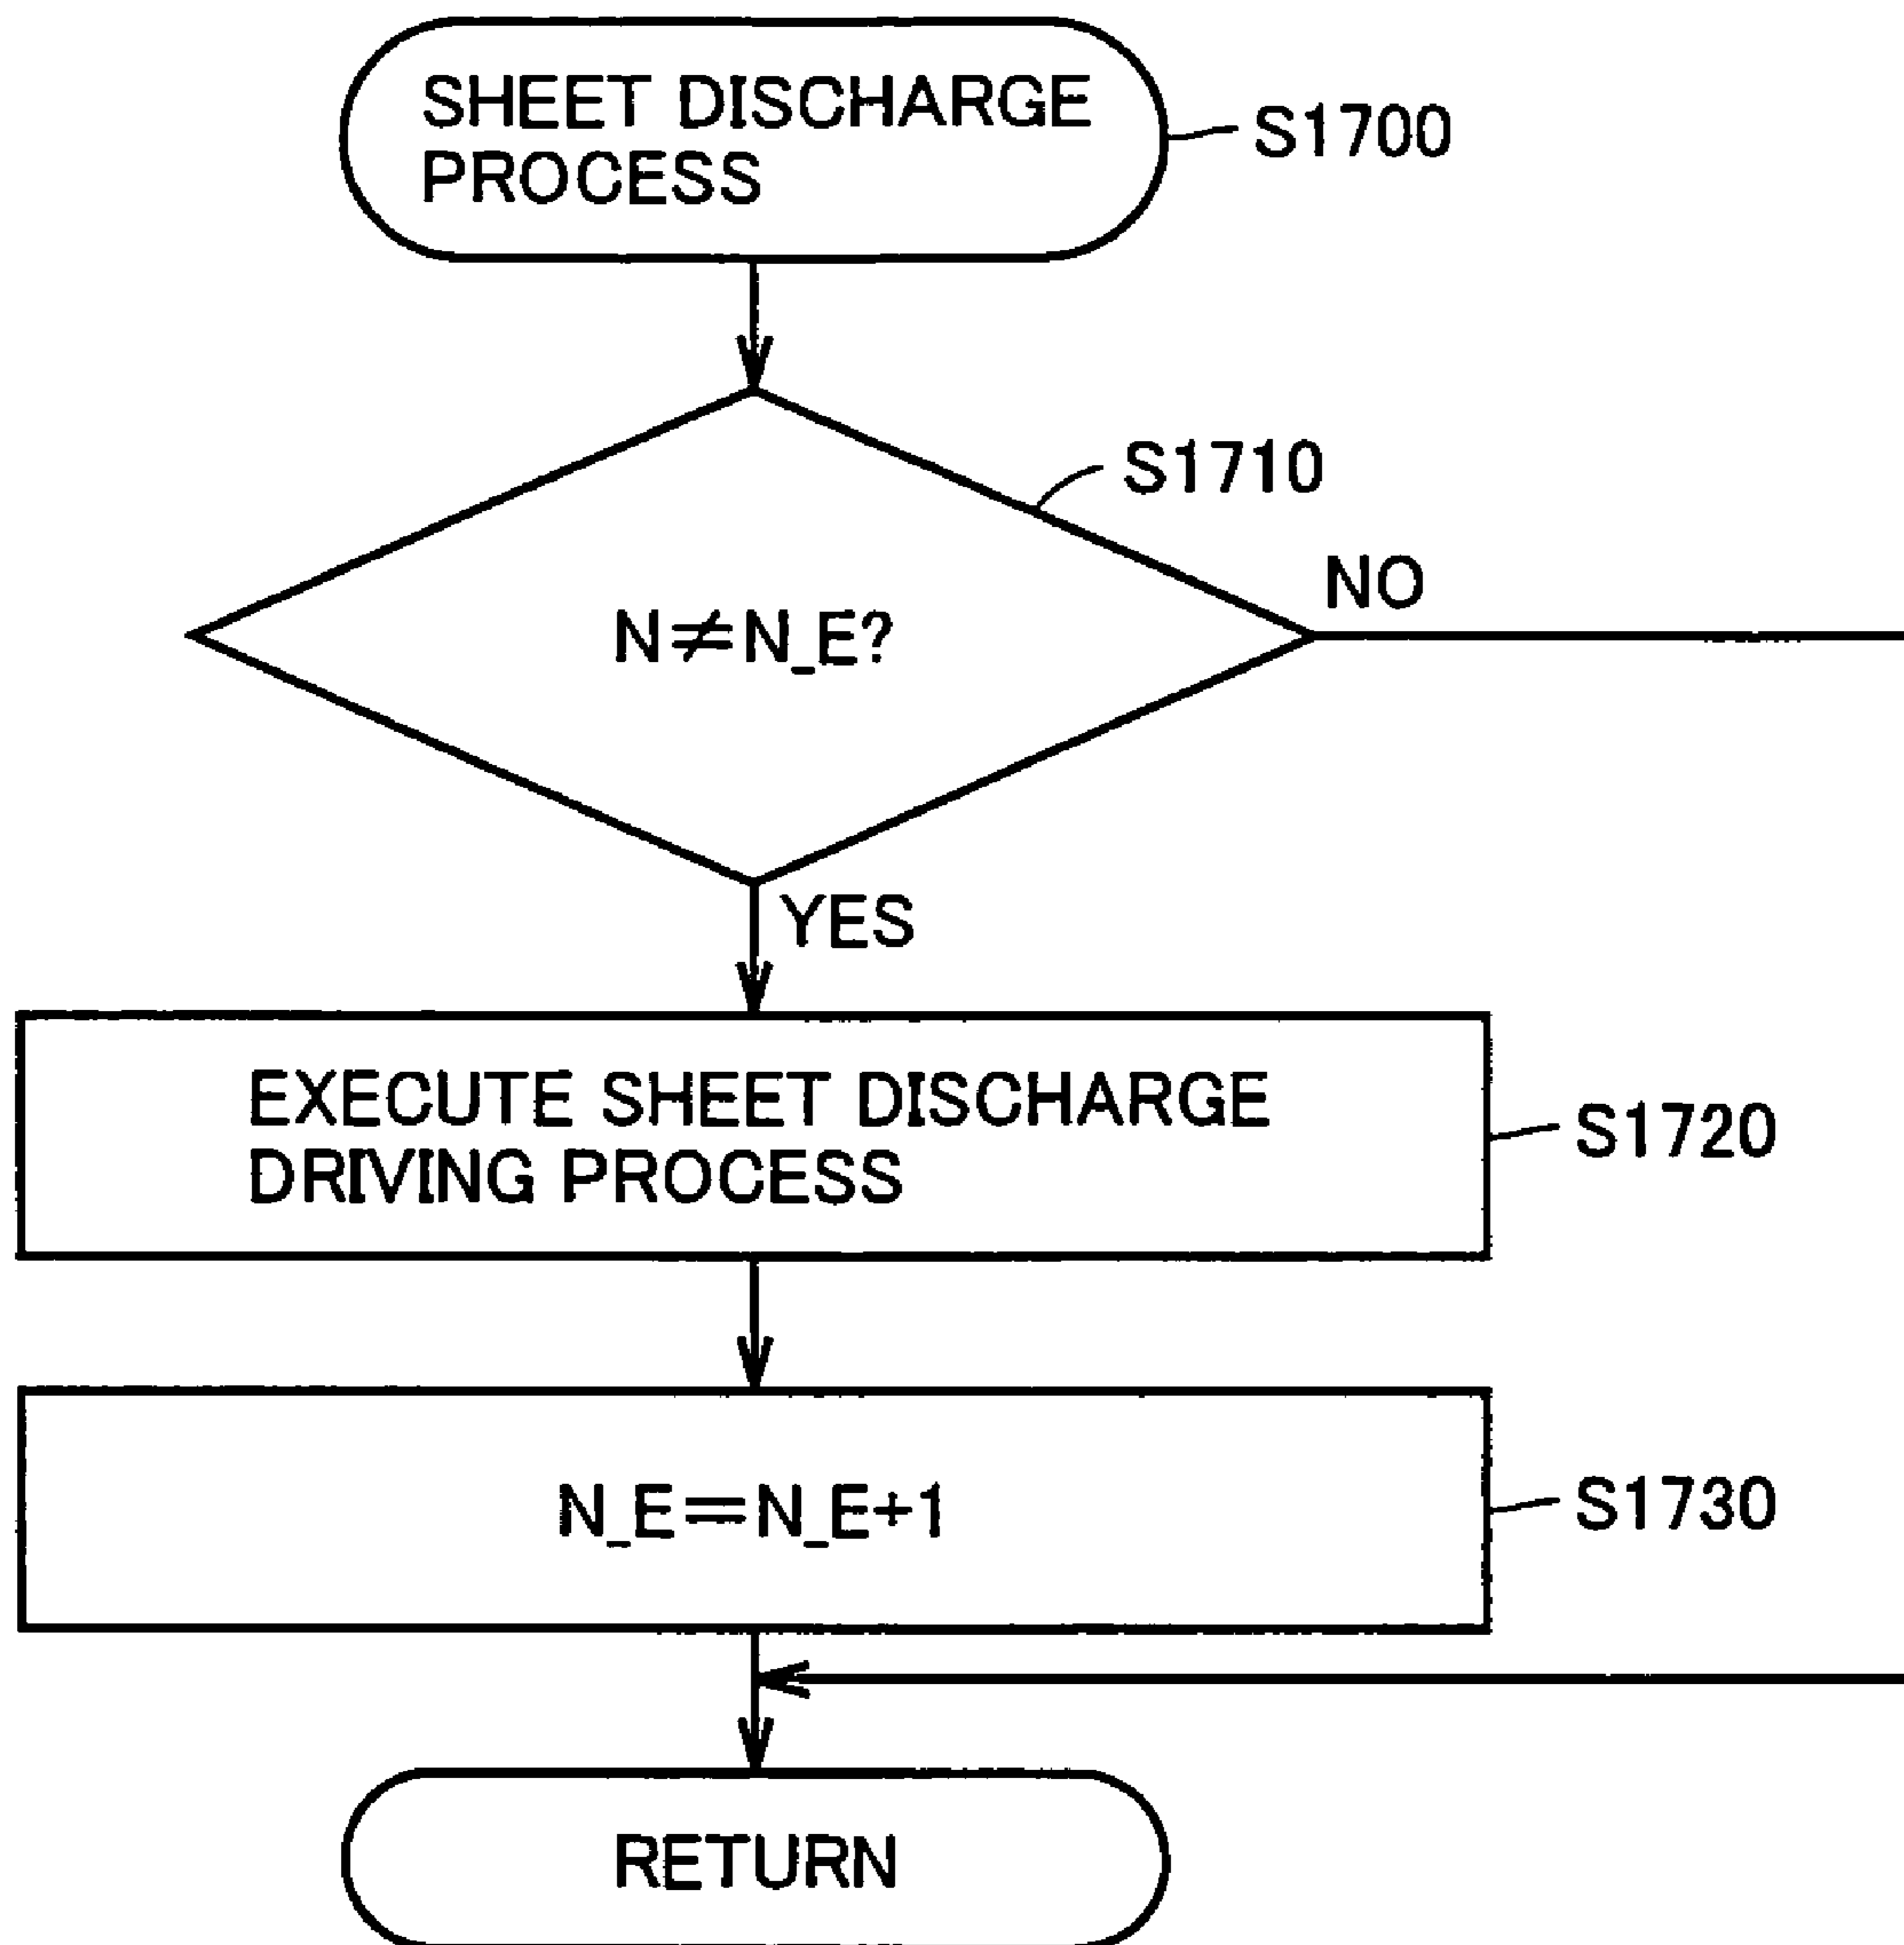 SHEET DISCHARGE
PROCESS
S1700
S1710
NO
N≠N_E?
YES
EXECUTE SHEET DISCHARGE
DRIVING PROCESS
S1720
N_E=N_E+1
S1730
RETURN